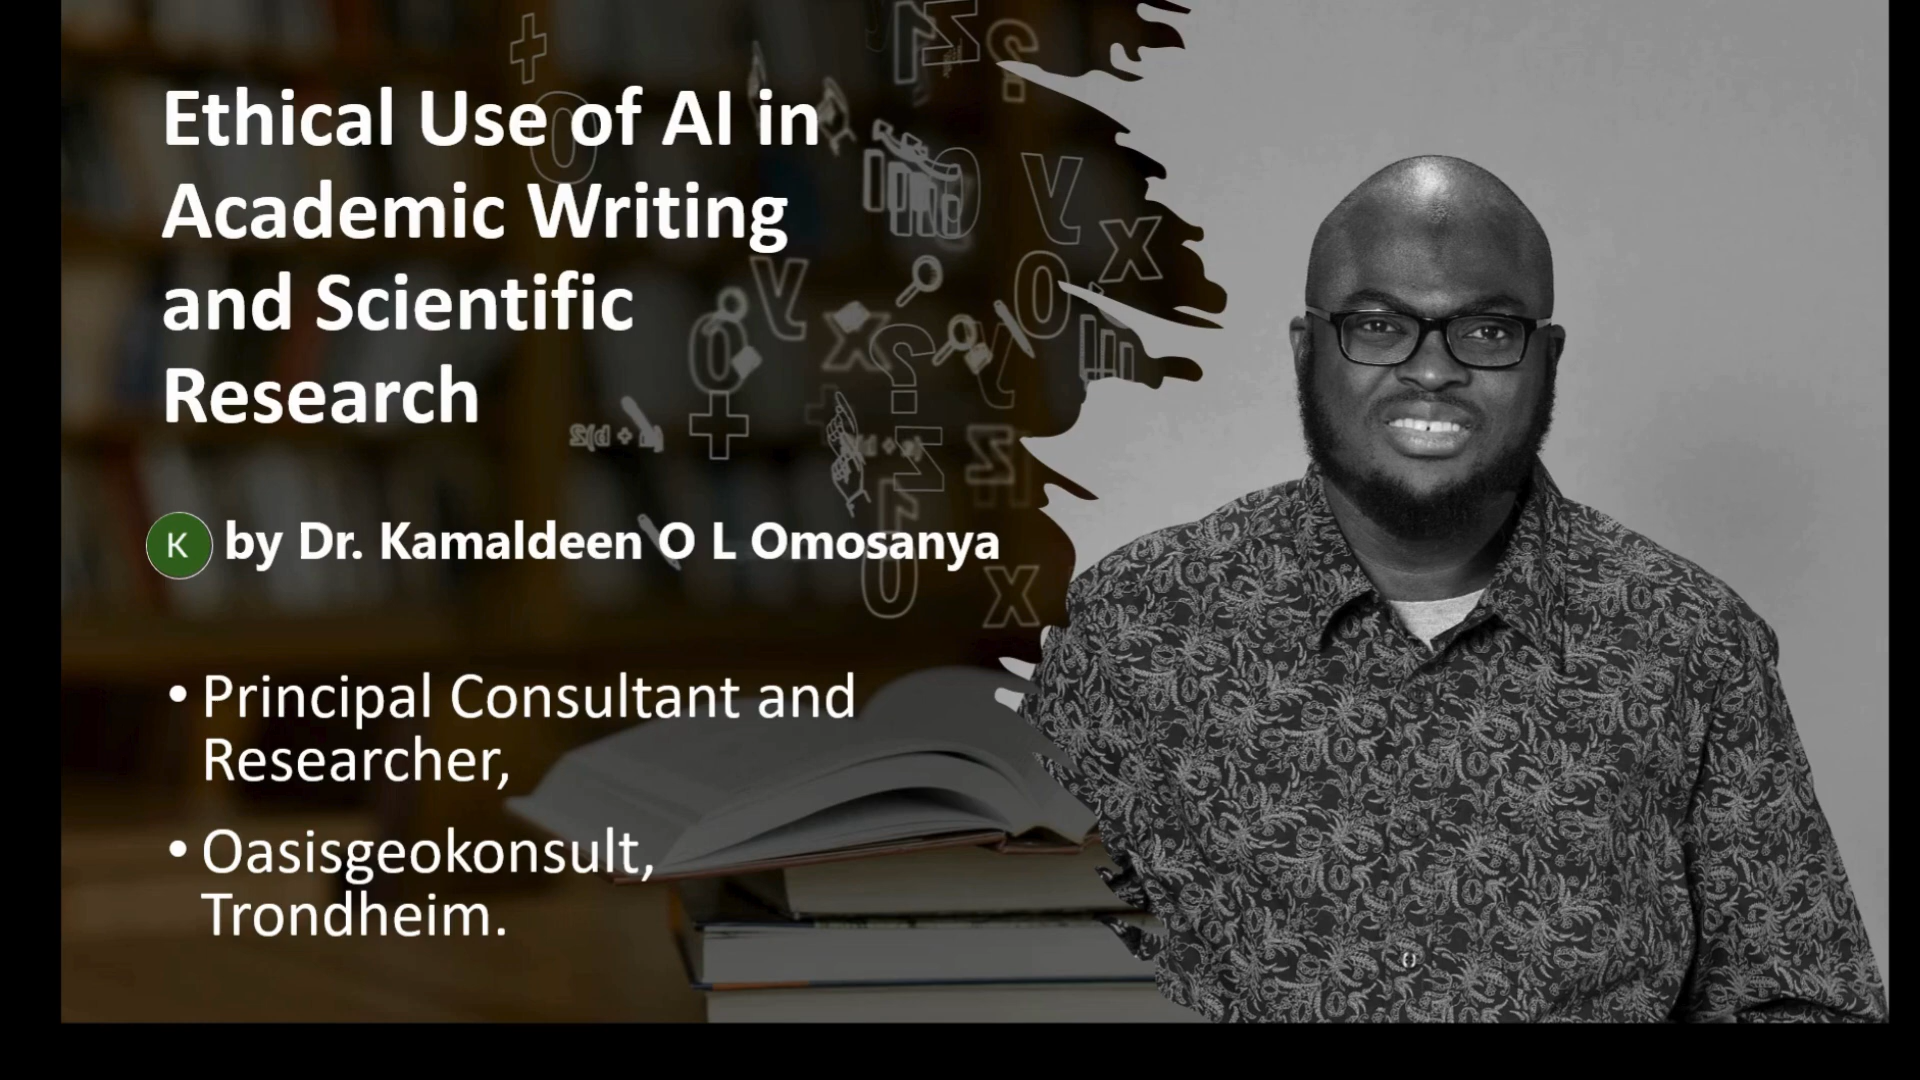 Ethical Use of AI in
Academic Writing
and Scientific
Research
K by Dr. Kamaldeen O L Omosanya
• Principal Consultant and
Researcher,
• Oasisgeokonsult,
Trondheim.